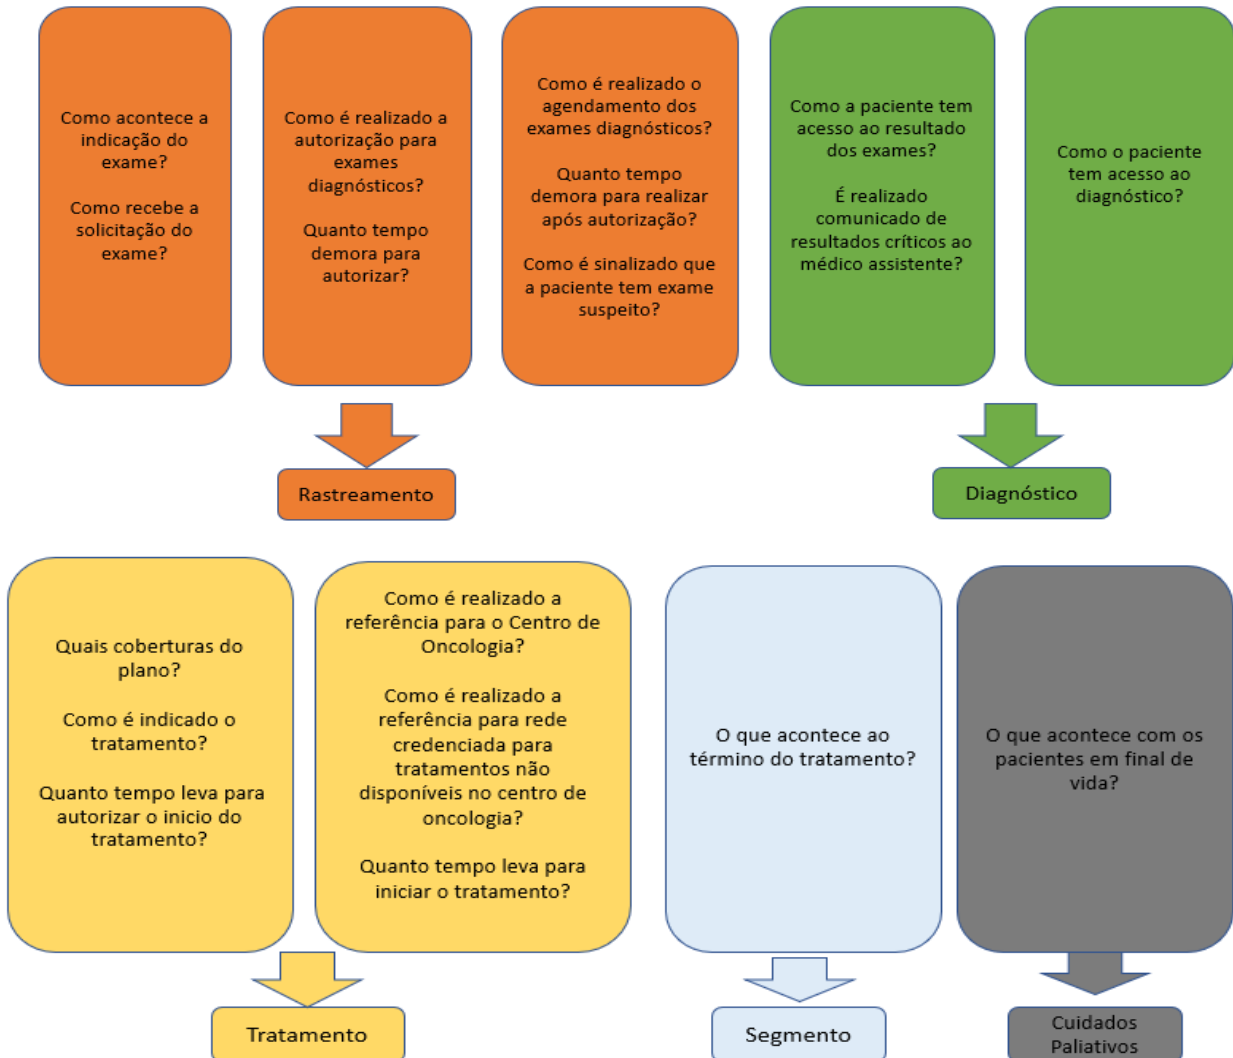 Como acontece a
indicação do
exame?
Como recebe a
solicitação do
exame?
Como é realizado a
autorização para
exames
diagnósticos?
Quanto tempo
demora para
autorizar?
Como é realizado o
agendamento dos
exames diagnósticos?
Quanto tempo
demora para realizar
após autorização?
Como é sinalizado que
a paciente tem exame
suspeito?
Como a paciente tem
acesso ao resultado
dos exames?
É realizado
comunicado de
resultados críticos ao
médico assistente?
Como o paciente
tem acesso ao
diagnóstico?
Rastreamento
Diagnóstico
Quais coberturas do
plano?
Como é indicado o
tratamento?
Quanto tempo leva para
autorizar o inicio do
tratamento?
Como é realizado a
referência para o Centro de
Oncologia?
Como é realizado a
referência para rede
credenciada para
tratamentos não
disponíveis no centro de
oncologia?
Quanto tempo leva para
iniciar o tratamento?
O que acontece ao
término do tratamento?
O que acontece com os
pacientes em final de
vida?
Tratamento
Segmento
Cuidados
Paliativos